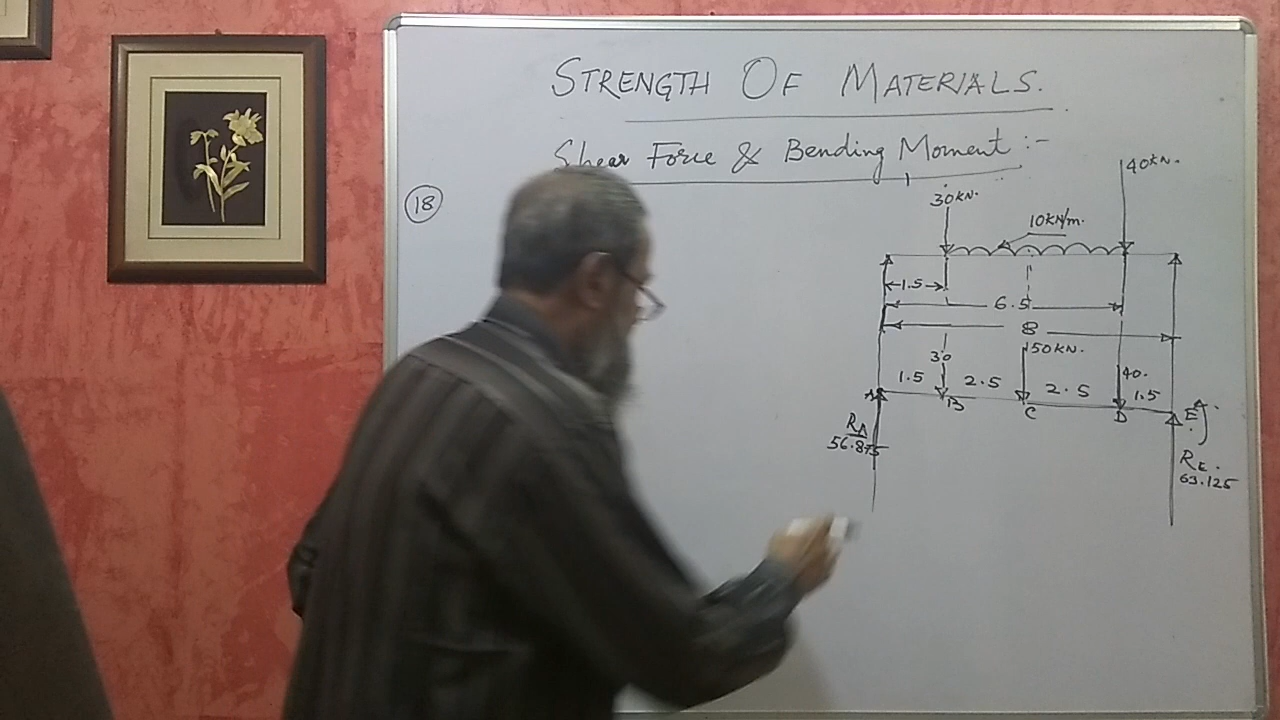 STRENGTH OF MATERIALS.
Shear Force & Bending Moment :-
18
40KN.
30KN.
10KN/m.
1.5
6.5
8
30
50KN.
40.
1.5 2.5 2.5 1.5
A B C D E
RA
56.875
RE.
63.125